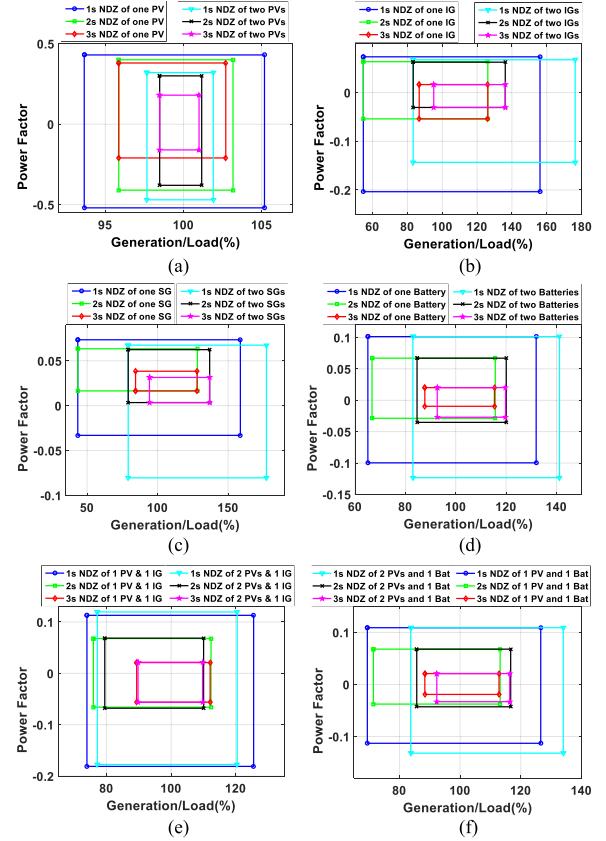 1s NDZ of one PV 1s NDZ of two PVs
2s NDZ of one PV 2s NDZ of two PVs
3s NDZ of one PV 3s NDZ of two PVs
0.5
0
-0.5
Power Factor
95 100 105
Generation/Load(%)
(a)
1s NDZ of one IG 1s NDZ of two IGs
2s NDZ of one IG 2s NDZ of two IGs
3s NDZ of one IG 3s NDZ of two IGs
0
-0.1
-0.2
Power Factor
60 80 100 120 140 160 180
Generation/Load(%)
(b)
1s NDZ of one SG 1s NDZ of two SGs
2s NDZ of one SG 2s NDZ of two SGs
3s NDZ of one SG 3s NDZ of two SGs
0.05
0
-0.05
-0.1
Power Factor
50 100 150
Generation/Load(%)
(c)
1s NDZ of one Battery 1s NDZ of two Batteries
2s NDZ of one Battery 2s NDZ of two Batteries
3s NDZ of one Battery 3s NDZ of two Batteries
0.1
0.05
0
-0.05
-0.1
-0.15
Power Factor
60 80 100 120 140
Generation/Load(%)
(d)
1s NDZ of 1 PV & 1 IG 1s NDZ of 2 PVs & 1 IG
2s NDZ of 1 PV & 1 IG 2s NDZ of 2 PVs & 1 IG
3s NDZ of 1 PV & 1 IG 3s NDZ of 2 PVs & 1 IG
0.1
0
-0.1
-0.2
Power Factor
80 100 120
Generation/Load(%)
(e)
1s NDZ of 2 PVs and 1 Bat 1s NDZ of 1 PV and 1 Bat
2s NDZ of 2 PVs and 1 Bat 2s NDZ of 1 PV and 1 Bat
3s NDZ of 2 PVs and 1 Bat 3s NDZ of 1 PV and 1 Bat
0.1
0
-0.1
Power Factor
80 100 120 140
Generation/Load(%)
(f)